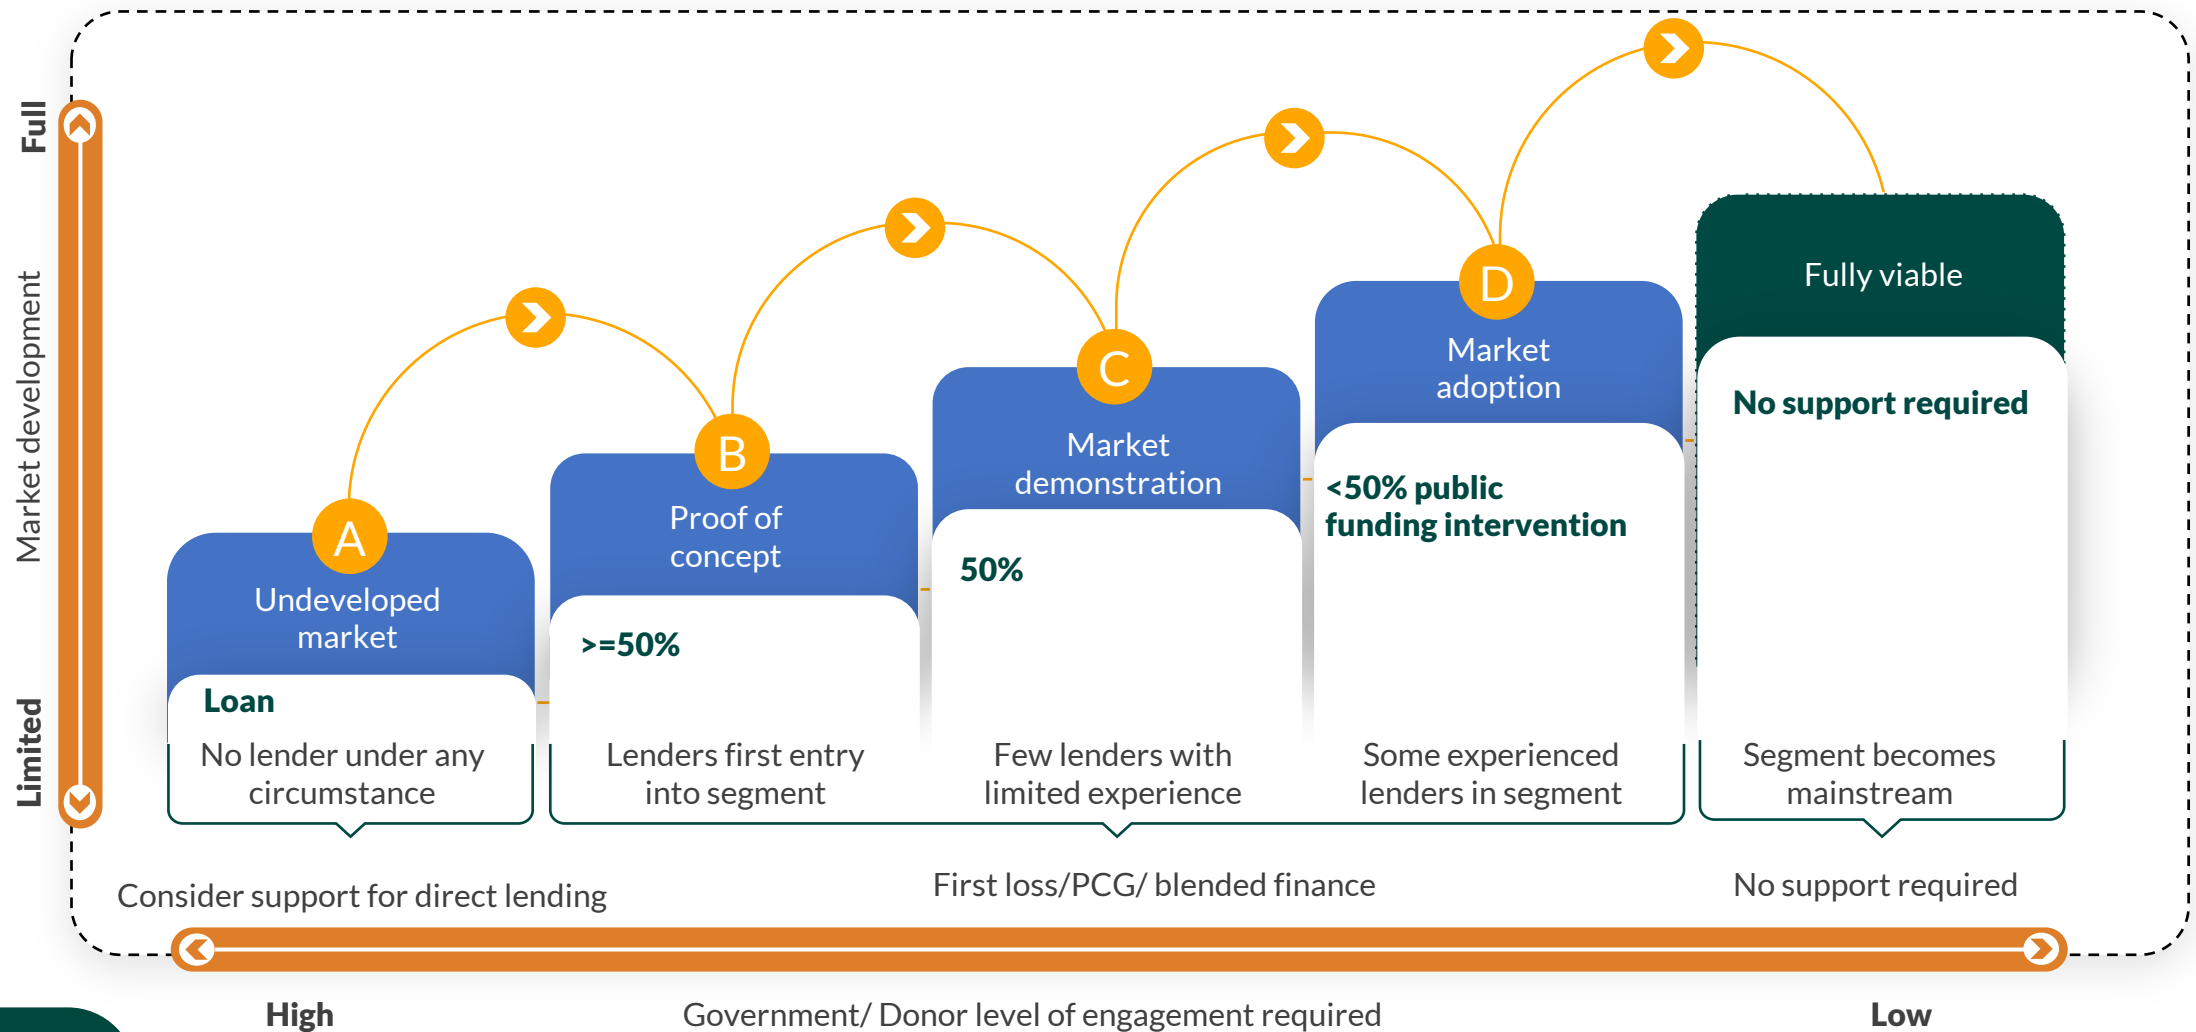 Full
Market development
Limited
A
Undeveloped
market
Loan
No lender under any
circumstance
B
Proof of
concept
>=50%
Lenders first entry
into segment
C
Market
demonstration
50%
Few lenders with
limited experience
D
Market
adoption
<50% public
funding intervention
Some experienced
lenders in segment
Fully viable
No support required
Segment becomes
mainstream
Consider support for direct lending
First loss/PCG/ blended finance
No support required
High
Government/ Donor level of engagement required
Low